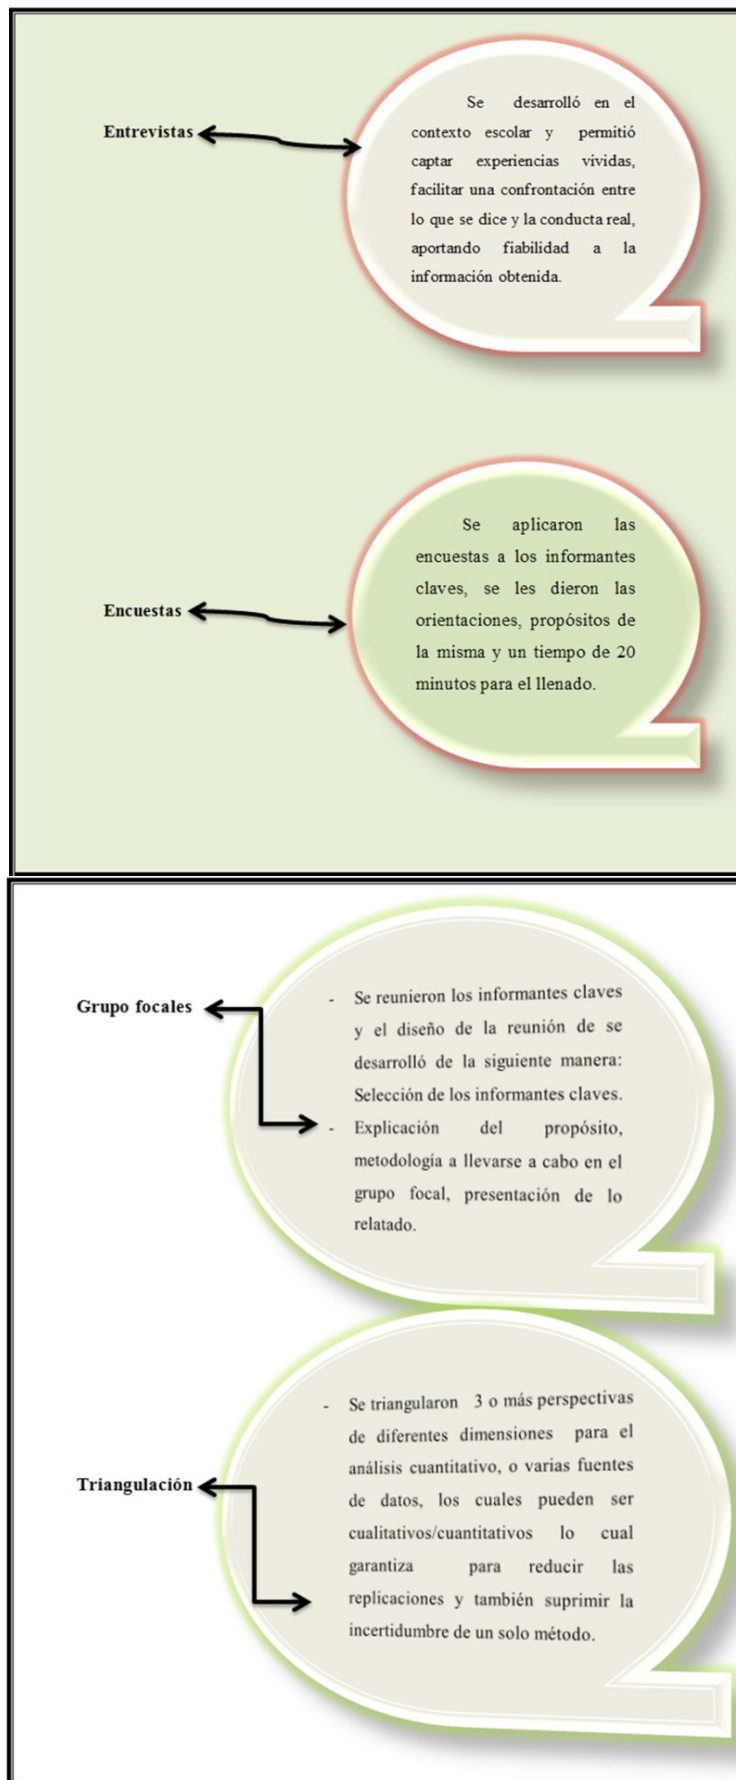 Entrevistas
Se desarrolló en el
contexto escolar y permitió
captar experiencias vividas,
facilitar una confrontación entre
lo que se dice y la conducta real,
aportando fiabilidad a la
información obtenida.
Encuestas
Se aplicaron las
encuestas a los informantes
claves, se les dieron las
orientaciones, propósitos de
la misma y un tiempo de 20
minutos para el llenado.
Grupo focales
- Se reunieron los informantes claves
y el diseño de la reunión de se
desarrolló de la siguiente manera:
Selección de los informantes claves.
- Explicación del propósito,
metodología a llevarse a cabo en el
grupo focal, presentación de lo
relatado.
Triangulación
- Se triangularon 3 o más perspectivas
de diferentes dimensiones para el
análisis cuantitativo, o varias fuentes
de datos, los cuales pueden ser
cualitativos/cuantitativos lo cual
garantiza para reducir las
replicaciones y también suprimir la
incertidumbre de un solo método.